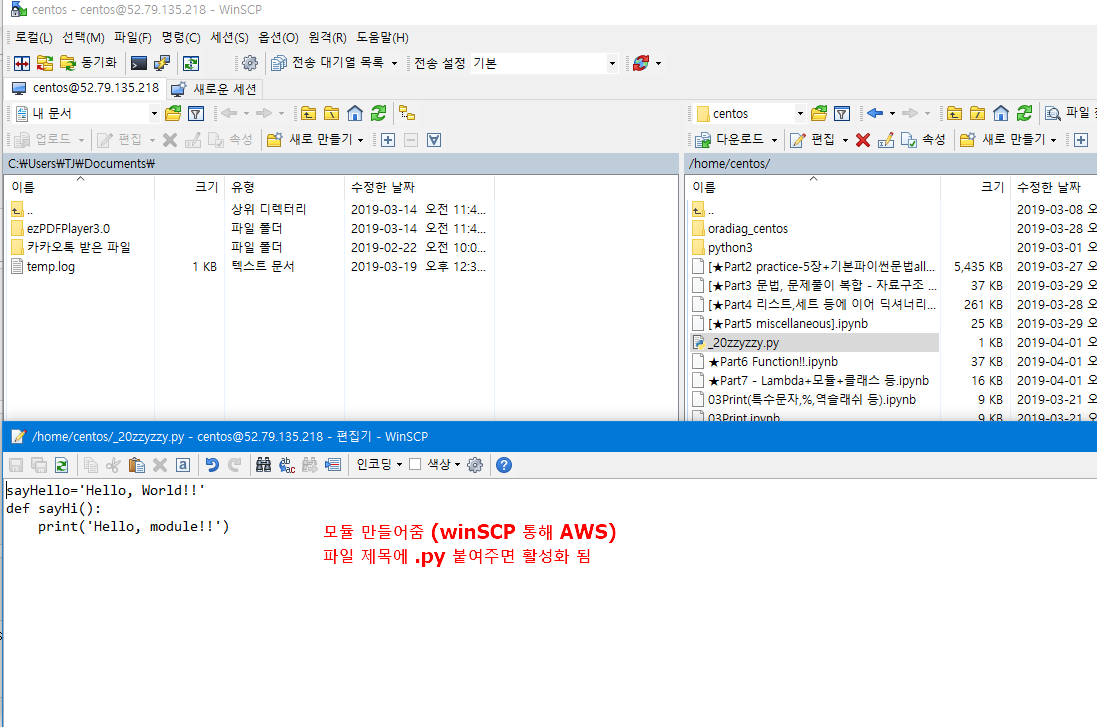 centos - centos@52.79.135.218 - WinSCP
로컬(L) 선택(M) 파일(F) 명령(C) 세션(S) 옵션(O) 원격(R) 도움말(H)
동기화 전송 대기열 목록 전송 설정 기본
centos@52.79.135.218 새로운 세션
내 문서
업로드 편집 속성 새로 만들기
C:₩Users₩TJ₩Documents₩
이름 크기 유형 수정한 날짜
.. 상위 디렉터리 2019-03-14 오전 11:4...
ezPDFPlayer3.0 파일 폴더 2019-03-14 오전 11:4...
카카오톡 받은 파일 파일 폴더 2019-02-22 오전 10:0...
temp.log 1 KB 텍스트 문서 2019-03-19 오후 12:3...
centos 파일
다운로드 편집 속성 새로 만들기
/home/centos/
이름 크기 수정한 날짜
.. 2019-03-08 오
oradiag_centos 2019-03-28 오
python3 2019-03-01 오
[★Part2 practice-5장+기본파이썬문법all... 5,435 KB 2019-03-27 오
[★Part3 문법, 문제풀이 복합 - 자료구조 ... 37 KB 2019-03-29 오
[★Part4 리스트,세트 등에 이어 딕셔너리... 261 KB 2019-03-28 오
[★Part5 miscellaneous].ipynb 25 KB 2019-03-29 오
_20zzyzzy.py 1 KB 2019-04-01 오
★Part6 Function!!.ipynb 37 KB 2019-04-01 오
★Part7 - Lambda+모듈+클래스 등.ipynb 16 KB 2019-04-01 오
03Print(특수문자,%,역슬래쉬 등).ipynb 9 KB 2019-03-21 오
03Print.ipynb 9 KB 2019-03-21 오
/home/centos/_20zzyzzy.py - centos@52.79.135.218 - 편집기 - WinSCP
인코딩 색상
sayHello='Hello, World!!'
def sayHi():
    print('Hello, module!!')
모듈 만들어줌 (winSCP 통해 AWS)
파일 제목에 .py 붙여주면 활성화 됨